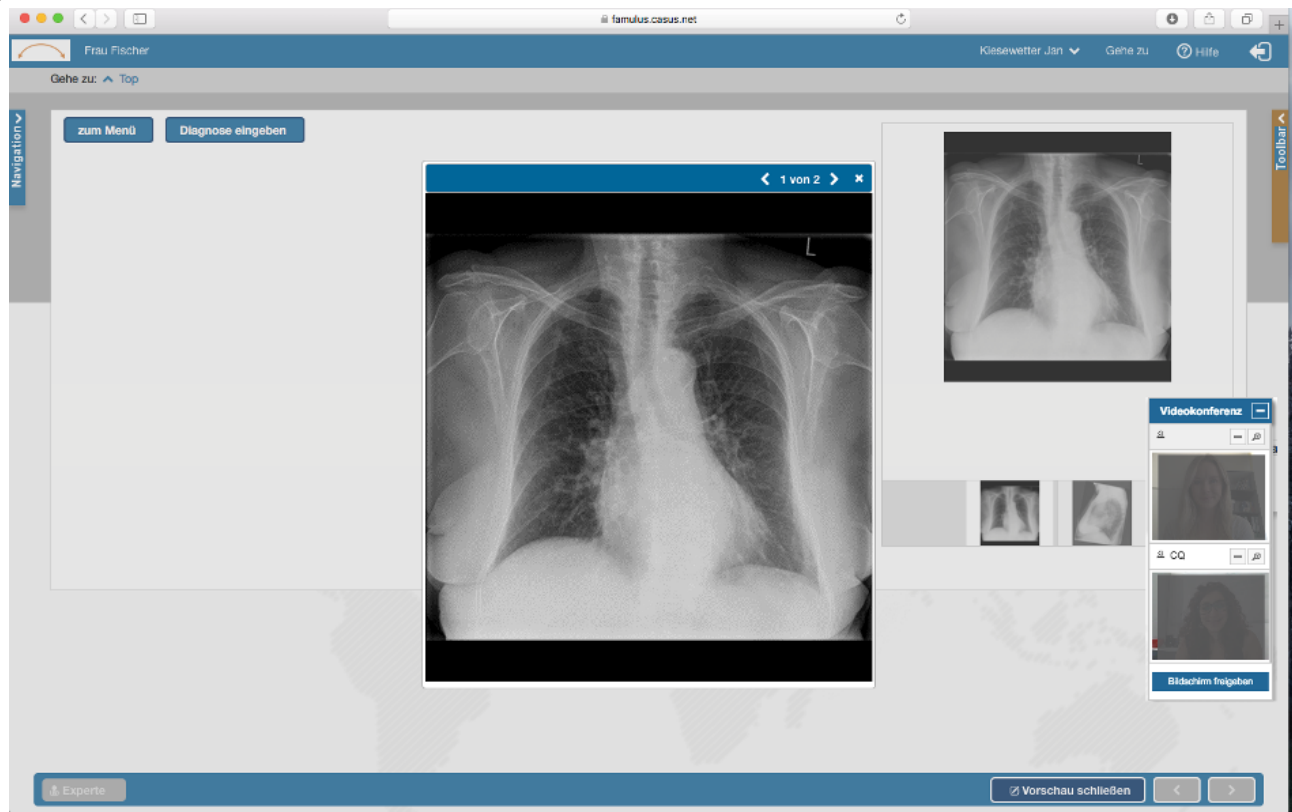 famulus.casus.net
Frau Fischer
Kiesewetter Jan
Gehe zu
? Hilfe
Gehe zu: Top
Navigation
zum Menü
Diagnose eingeben
Toolbar
1 von 2
L
L
Videokonferenz
CQ
Bildschirm freigeben
Experte
Vorschau schließen